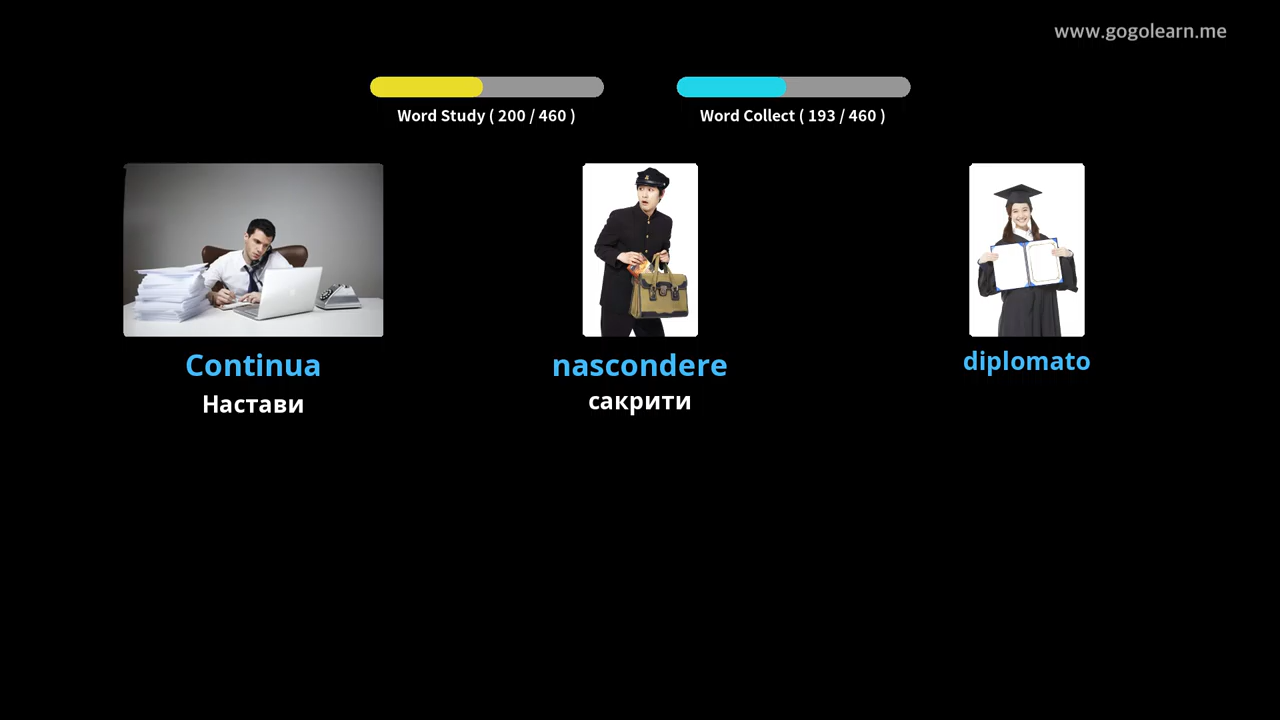 www.gogolearn.me
Word Study ( 200 / 460 )
Word Collect ( 193 / 460 )
Continua
Настави
nascondere
сакрити
diplomato